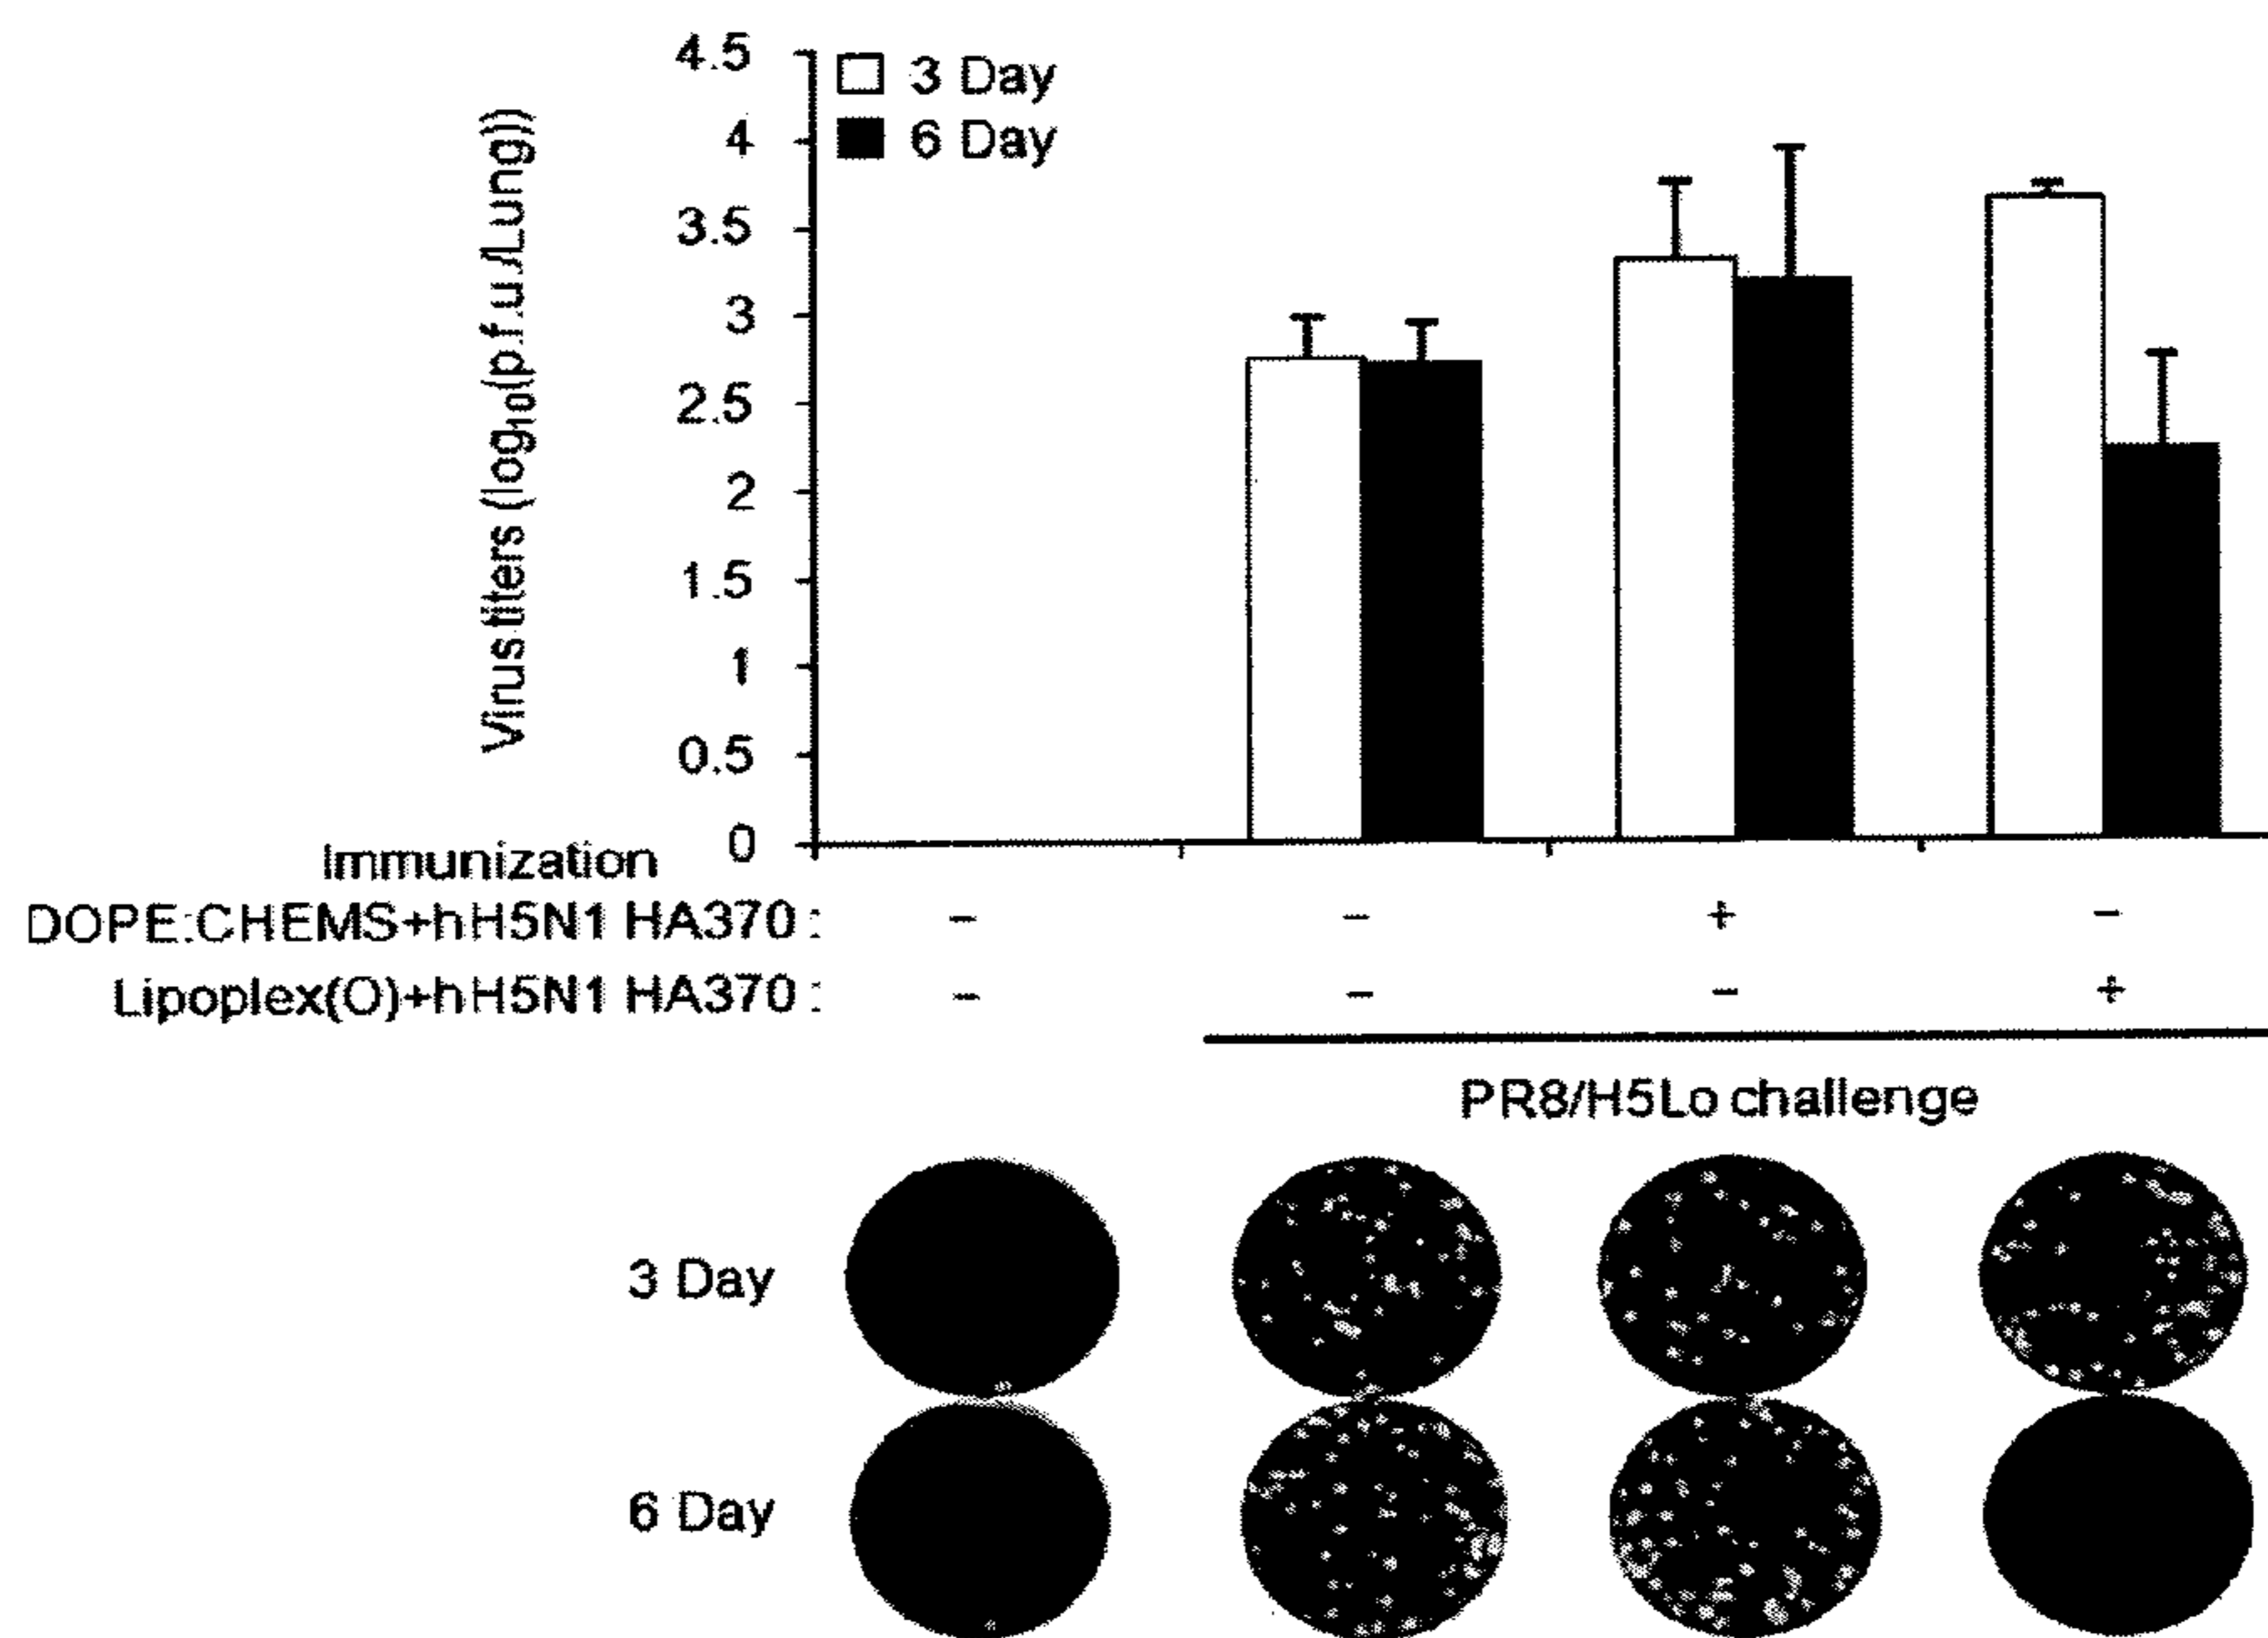 4.5
4
3.5
3
2.5
2
1.5
1
0.5
0
Virus titers (log₁₀(p.f.u./Lung))
3 Day
6 Day
Immunization
DOPE:CHEMS+hH5N1 HA370 : – – + –
Lipoplex(O)+hH5N1 HA370 : – – – +
PR8/H5Lo challenge
3 Day
6 Day